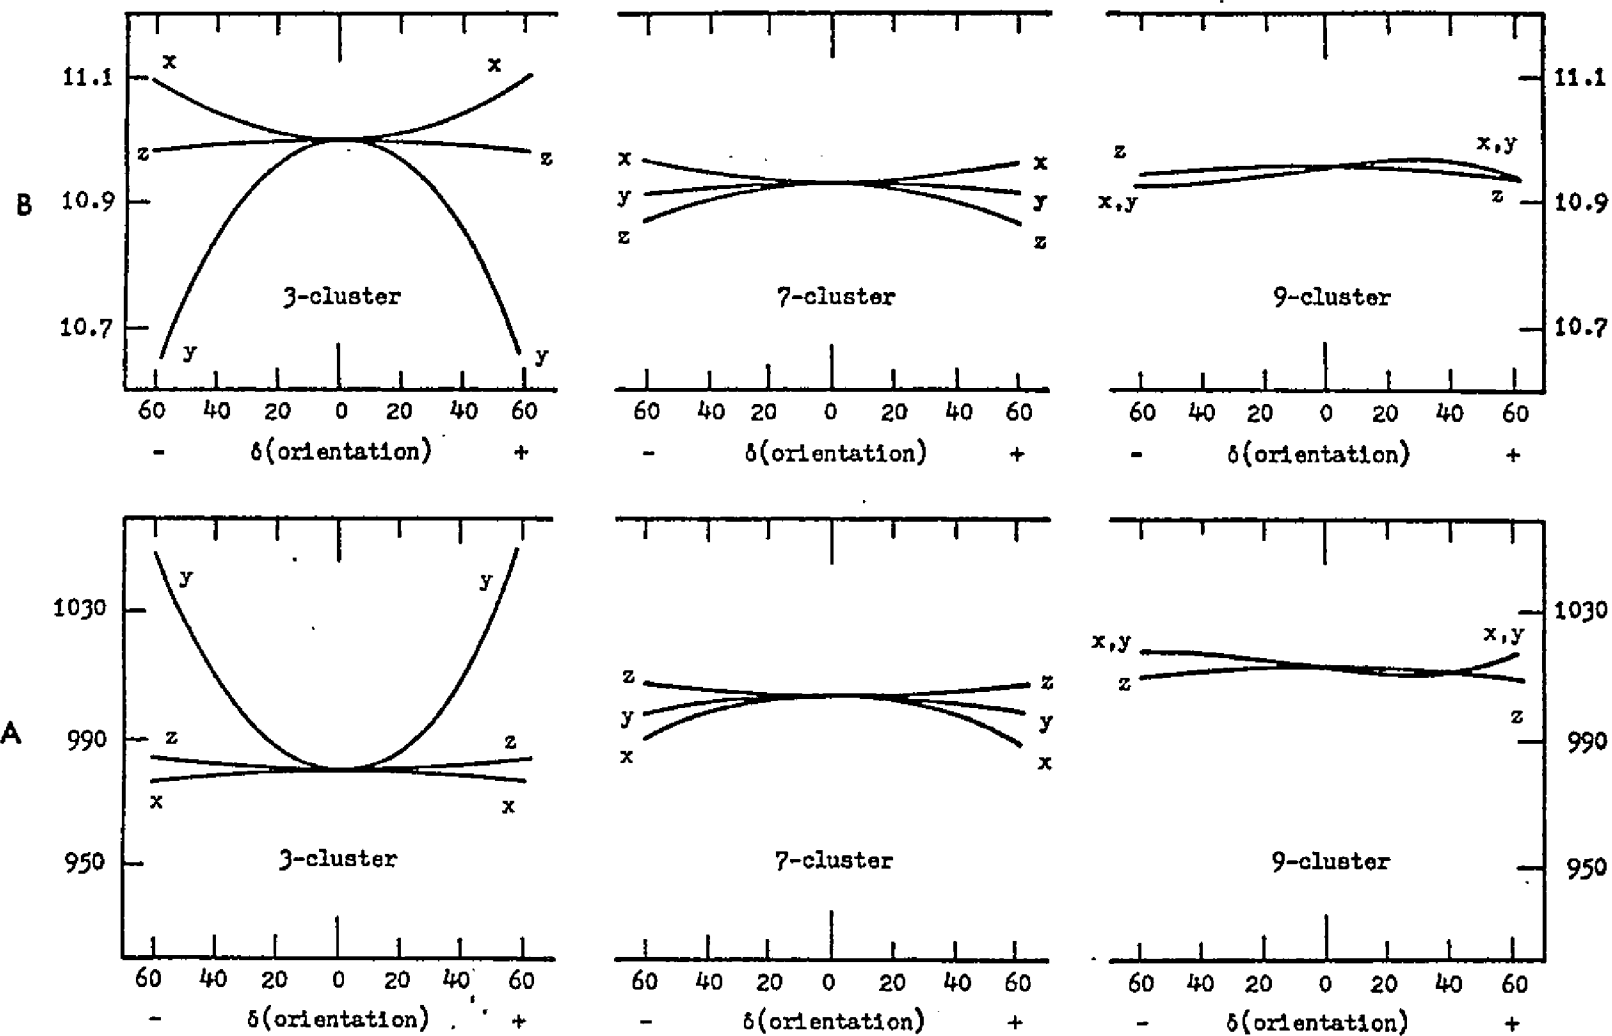 x x
11.1 11.1
z z x x z x,y
B y y
10.9 x,y z 10.9
z z
3-cluster 7-cluster 9-cluster
10.7 10.7
y y
60 40 20 0 20 40 60 60 40 20 0 20 40 60 60 40 20 0 20 40 60
- δ(orientation) + - δ(orientation) + - δ(orientation) +
y y
1030 1030
x,y x,y
z z z
z z y y z
A 990 990
x x x x
3-cluster 7-cluster 9-cluster
950 950
60 40 20 0 20 40 60 60 40 20 0 20 40 60 60 40 20 0 20 40 60
- δ(orientation) + - δ(orientation) + - δ(orientation) +